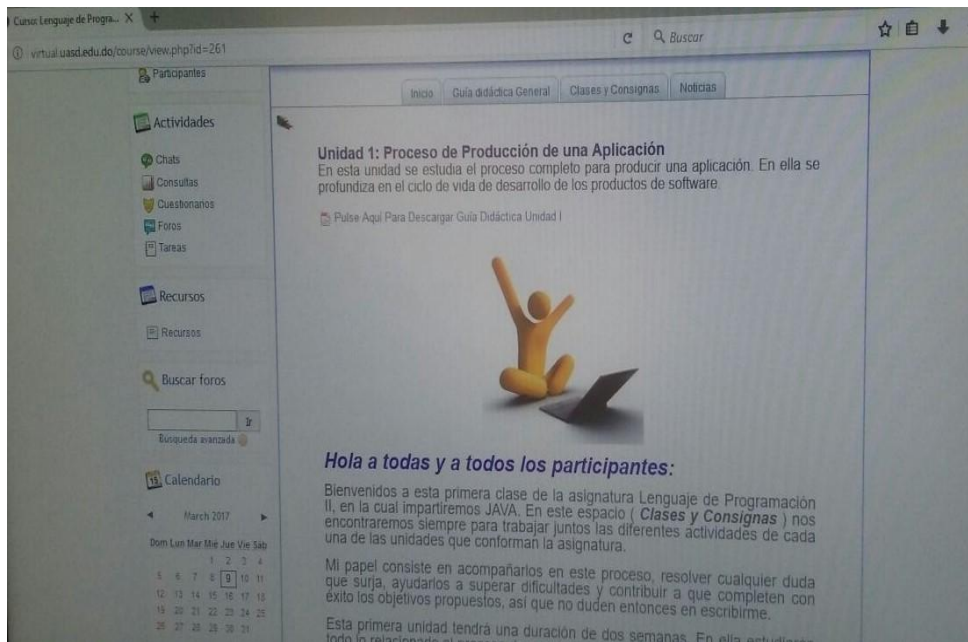 Curso: Lenguaje de Progra... X +
virtual.uasd.edu.do/course/view.php?id=261
Buscar
Participantes
Actividades
Chats
Consultas
Cuestionarios
Foros
Tareas
Recursos
Recursos
Buscar foros
Ir
Busqueda avanzada
Calendario
March 2017
Dom Lun Mar Mié Jue Vie Sáb
1 2 3 4
5 6 7 8 9 10 11
12 13 14 15 16 17 18
19 20 21 22 23 24 25
26 27 28 29 30 31
Inicio Guía didáctica General Clases y Consignas Noticias
Unidad 1: Proceso de Producción de una Aplicación
En esta unidad se estudia el proceso completo para producir una aplicación. En ella se
profundiza en el ciclo de vida de desarrollo de los productos de software.
Pulse Aquí Para Descargar Guía Didáctica Unidad I
Hola a todas y a todos los participantes:
Bienvenidos a esta primera clase de la asignatura Lenguaje de Programación
II, en la cual impartiremos JAVA. En este espacio ( Clases y Consignas ) nos
encontraremos siempre para trabajar juntos las diferentes actividades de cada
una de las unidades que conforman la asignatura.
Mi papel consiste en acompañarlos en este proceso, resolver cualquier duda
que surja, ayudarlos a superar dificultades y contribuir a que completen con
éxito los objetivos propuestos, así que no duden entonces en escribirme.
Esta primera unidad tendrá una duración de dos semanas. En ella
todo lo relacionado